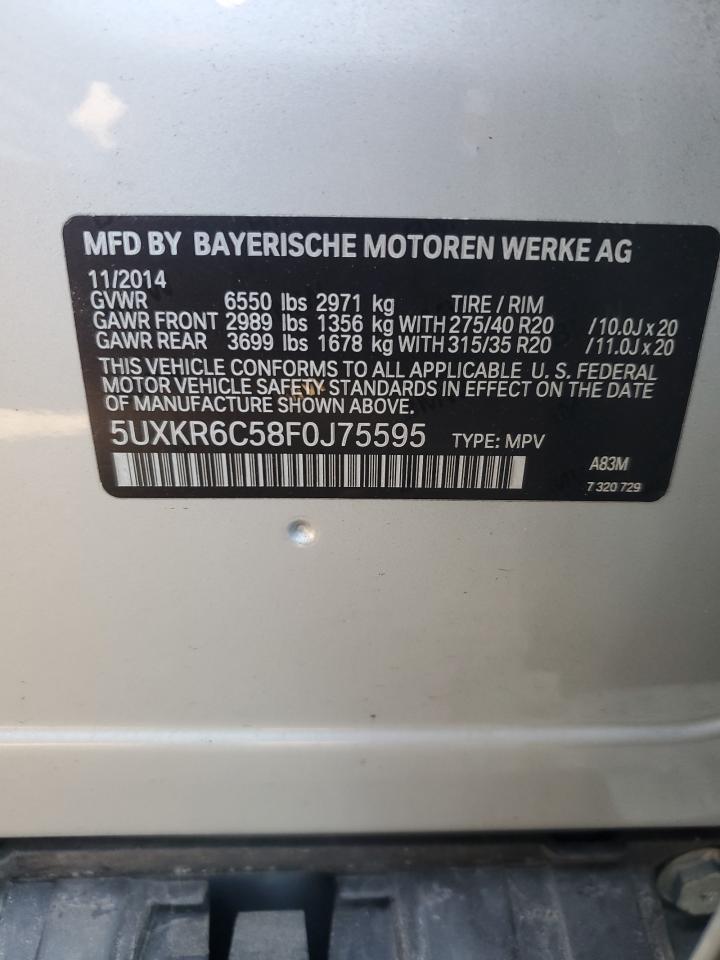 MFD BY BAYERISCHE MOTOREN WERKE AG
11/2014
GVWR 6550 lbs 2971 kg TIRE / RIM
GAWR FRONT 2989 lbs 1356 kg WITH 275/40 R20 / 10.0J x 20
GAWR REAR 3699 lbs 1678 kg WITH 315/35 R20 / 11.0J x 20
THIS VEHICLE CONFORMS TO ALL APPLICABLE U. S. FEDERAL
MOTOR VEHICLE SAFETY STANDARDS IN EFFECT ON THE DATE
OF MANUFACTURE SHOWN ABOVE.
5UXKR6C58F0J75595 TYPE: MPV
A83M
7 320 729